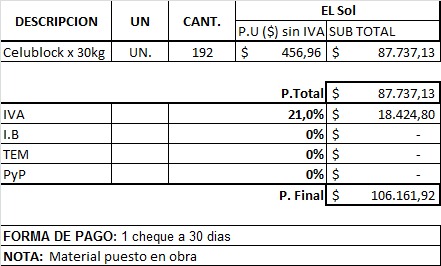 DESCRIPCION UN CANT. EL Sol
P.U ($) sin IVA SUB TOTAL
Celublock x 30kg UN. 192 $ 456,96 $ 87.737,13
P.Total $ 87.737,13
IVA 21,0% $ 18.424,80
I.B 0% $ -
TEM 0% $ -
PyP 0% $ -
P. Final $ 106.161,92
FORMA DE PAGO: 1 cheque a 30 dias
NOTA: Material puesto en obra